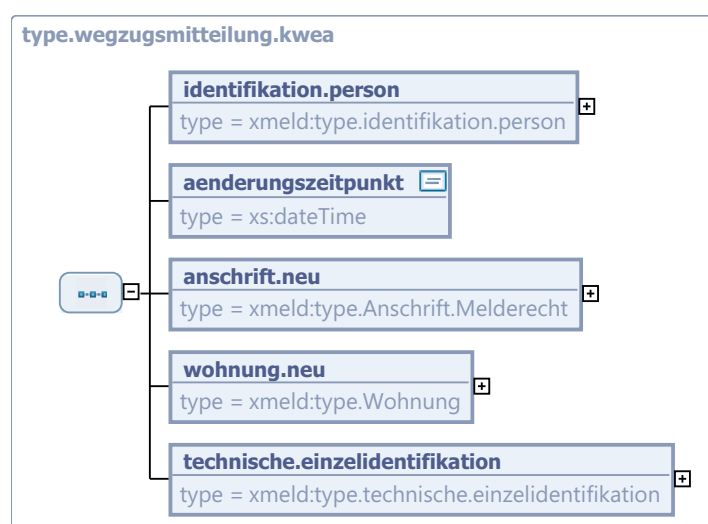 type.wegzugsmitteilung.kwea
identifikation.person
type = xmeld:type.identifikation.person
aenderungszeitpunkt
type = xs:dateTime
anschrift.neu
type = xmeld:type.Anschrift.Melderecht
wohnung.neu
type = xmeld:type.Wohnung
technische.einzelidentifikation
type = xmeld:type.technische.einzelidentifikation